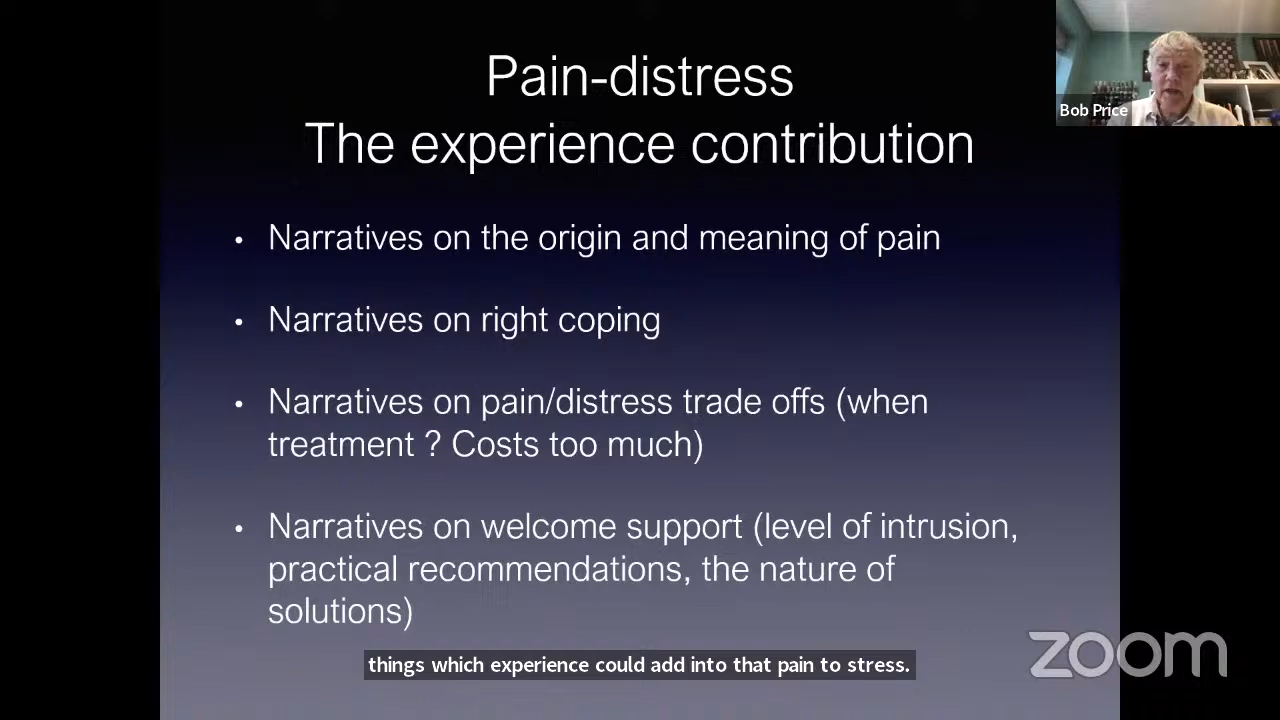 Pain-distress
The experience contribution
Bob Price
• Narratives on the origin and meaning of pain
• Narratives on right coping
• Narratives on pain/distress trade offs (when
treatment ? Costs too much)
• Narratives on welcome support (level of intrusion,
practical recommendations, the nature of
solutions)
things which experience could add into that pain to stress.
zoom